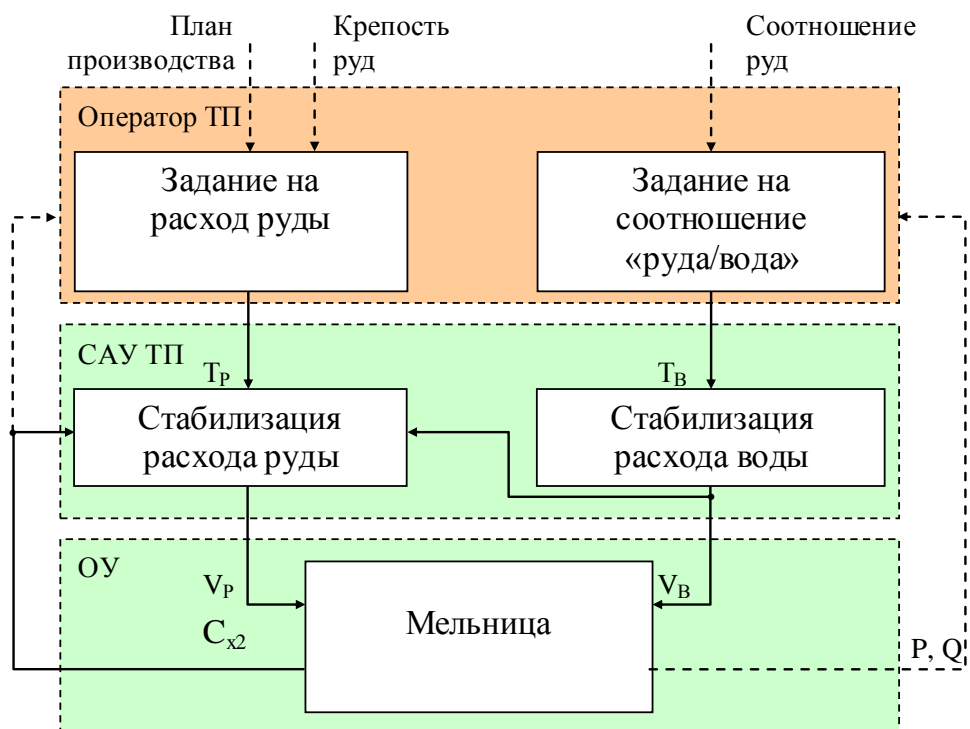 План
производства
Крепость
руд
Соотношение
руд
Оператор ТП
Задание на
расход руды
Задание на
соотношение
«руда/вода»
САУ ТП
TР
TВ
Стабилизация
расхода руды
Стабилизация
расхода воды
ОУ
VР
VВ
Cх2
Мельница
P, Q